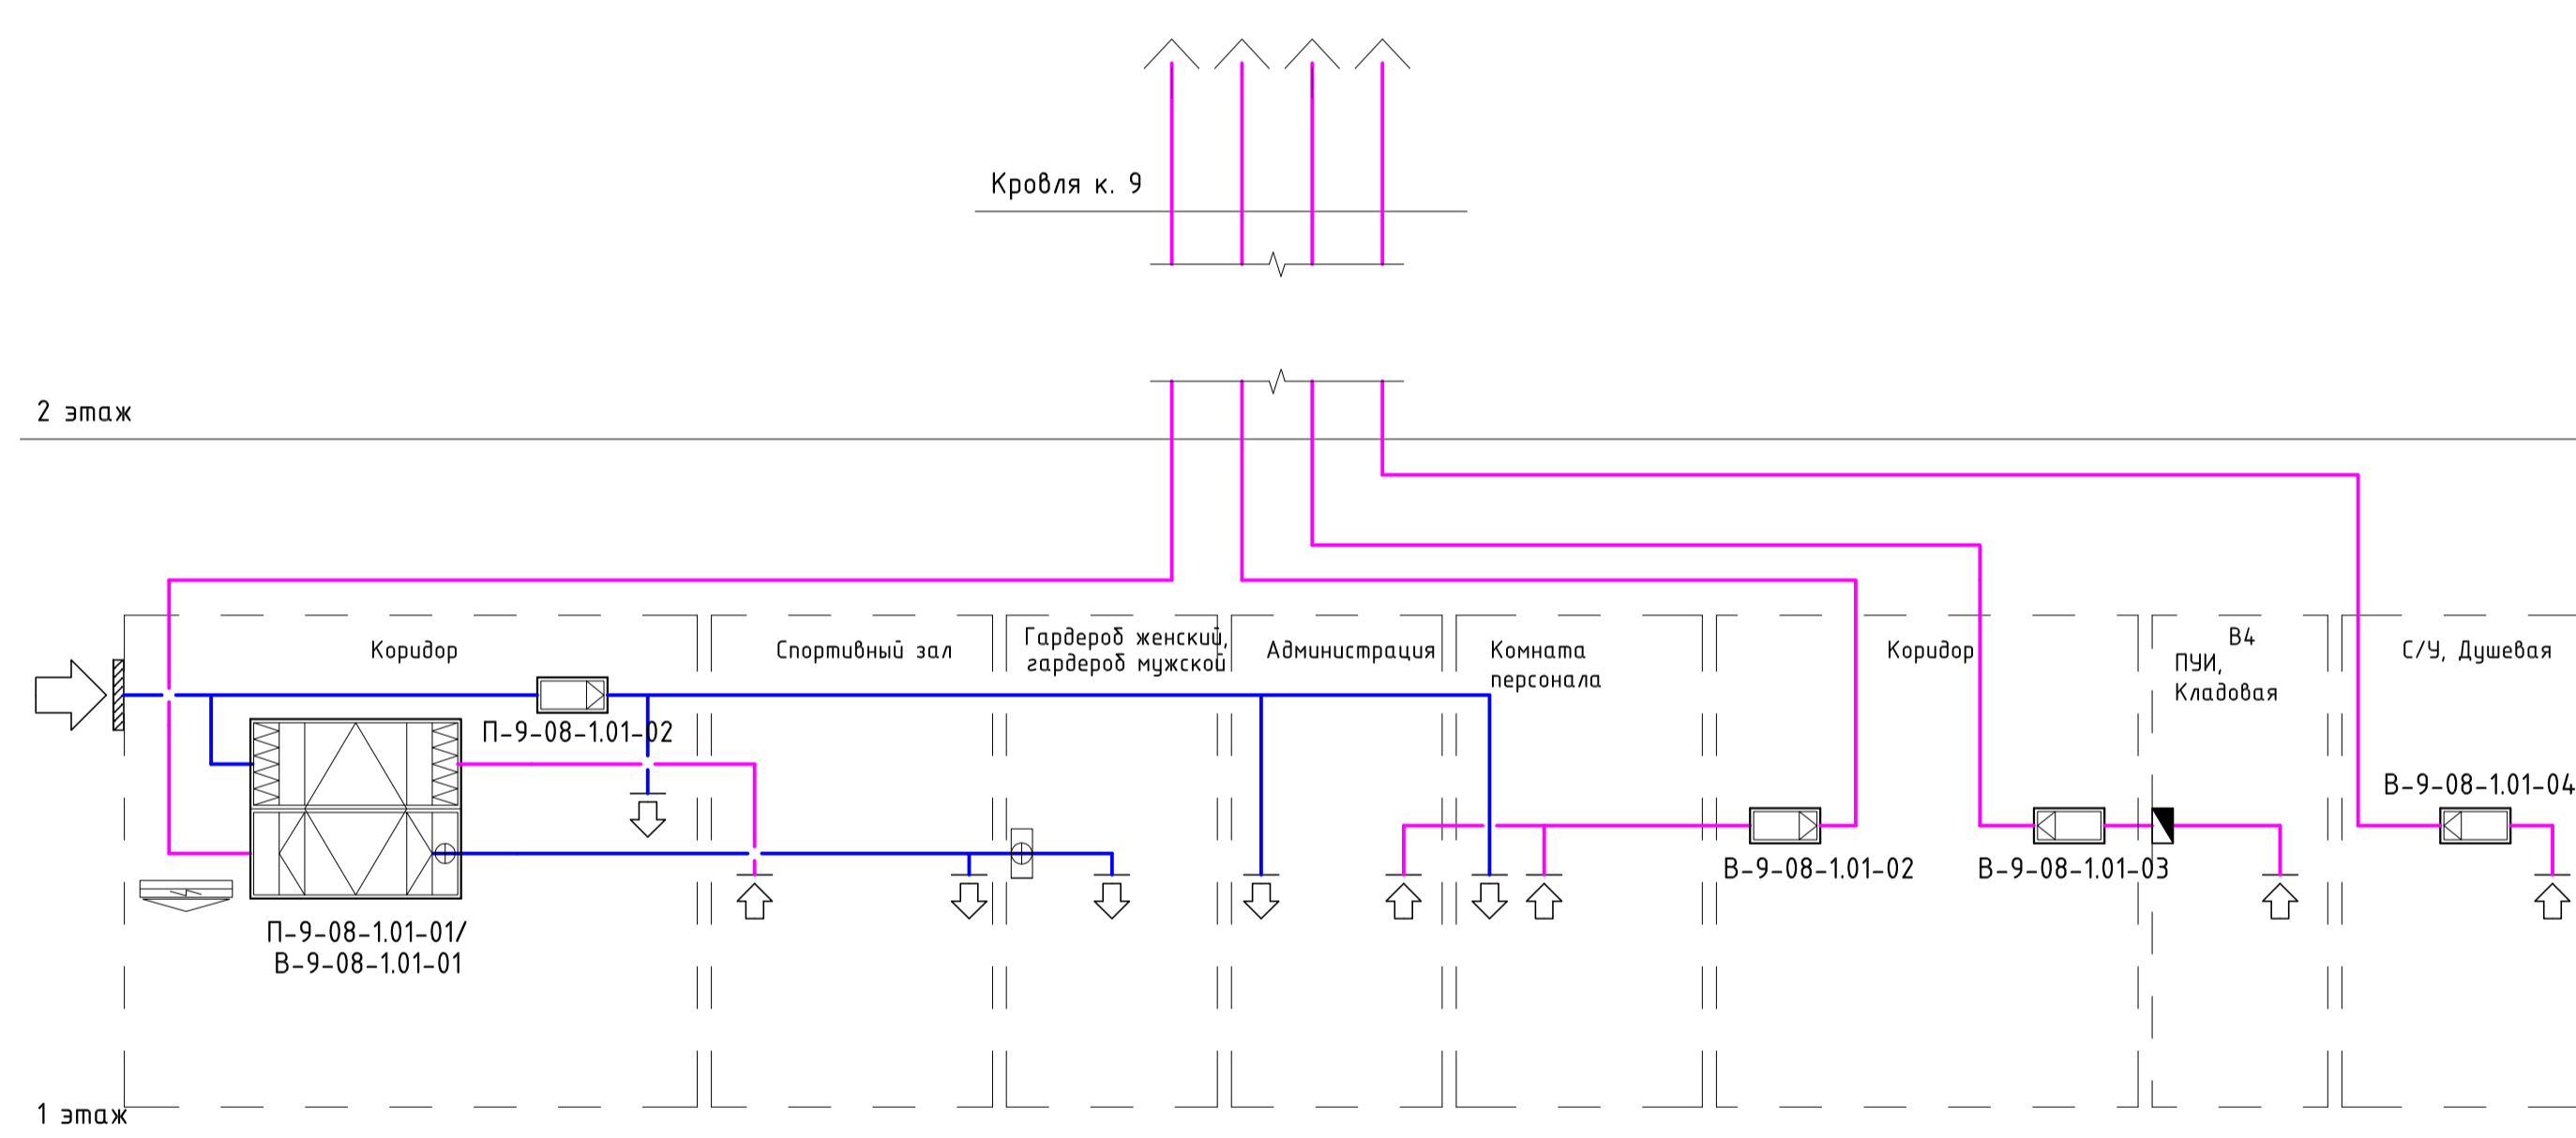 Кровля к. 9
2 этаж
Коридор
Спортивный зал
Гардероб женский,
гардероб мужской
Администрация
Комната
персонала
Коридор
В4
ПУИ,
Кладовая
С/У, Душевая
П-9-08-1.01-02
В-9-08-1.01-04
В-9-08-1.01-02
В-9-08-1.01-03
П-9-08-1.01-01/
В-9-08-1.01-01
1 этаж